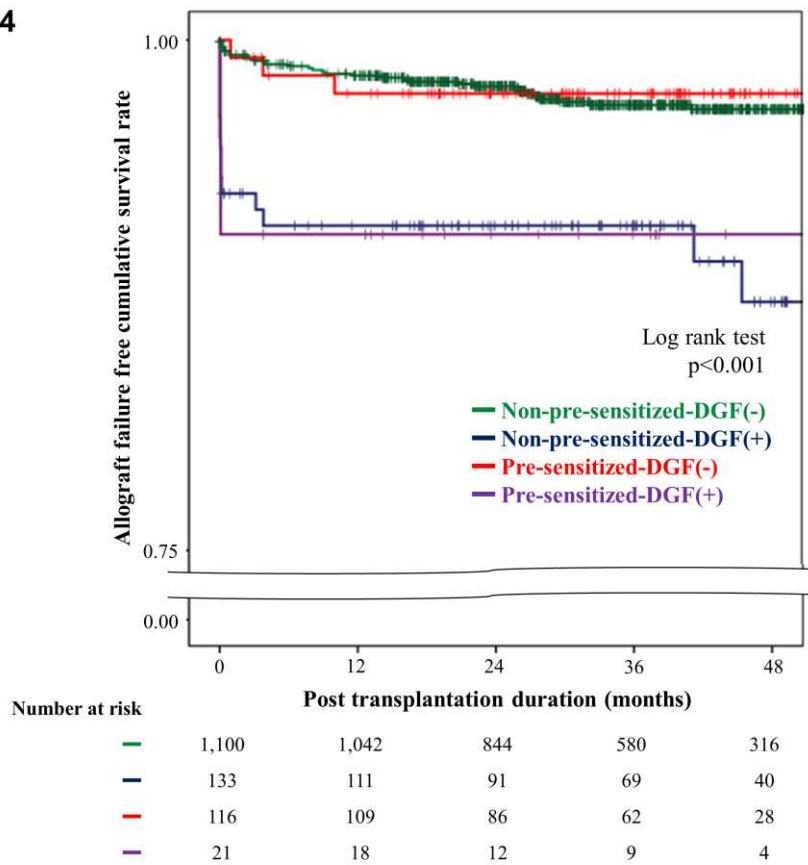 4
1.00
Allograft failure free cumulative survival rate
Log rank test
p<0.001
Non-pre-sensitized-DGF(-)
Non-pre-sensitized-DGF(+)
Pre-sensitized-DGF(-)
Pre-sensitized-DGF(+)
0.75
0.00
0 12 24 36 48
Post transplantation duration (months)
Number at risk
1,100 1,042 844 580 316
133 111 91 69 40
116 109 86 62 28
21 18 12 9 4